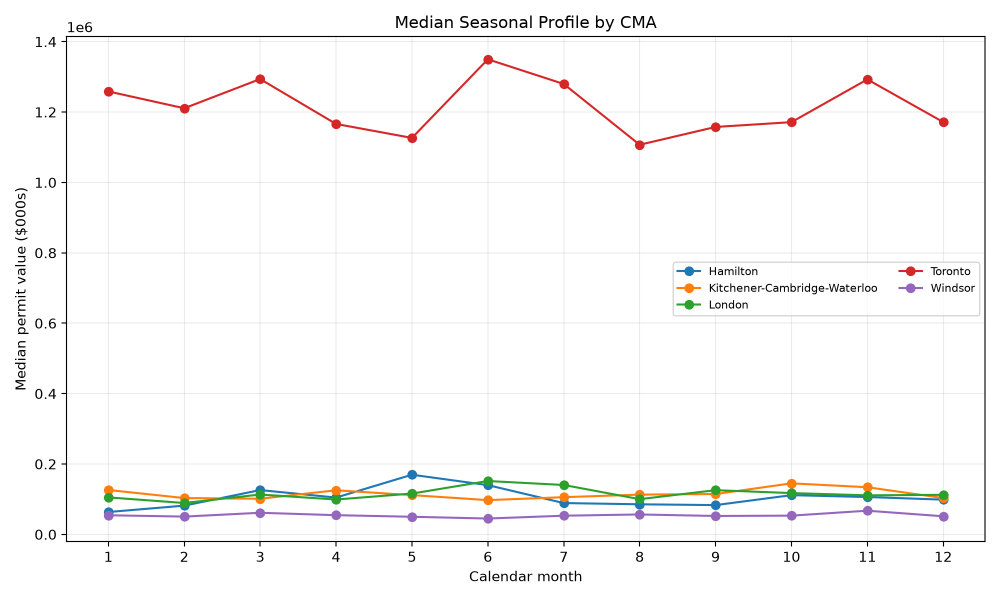 Median Seasonal Profile by CMA
1e6
1.4
1.2
1.0
0.8
0.6
0.4
0.2
0.0
Median permit value ($000s)
Hamilton
Kitchener-Cambridge-Waterloo
London
Toronto
Windsor
1 2 3 4 5 6 7 8 9 10 11 12
Calendar month